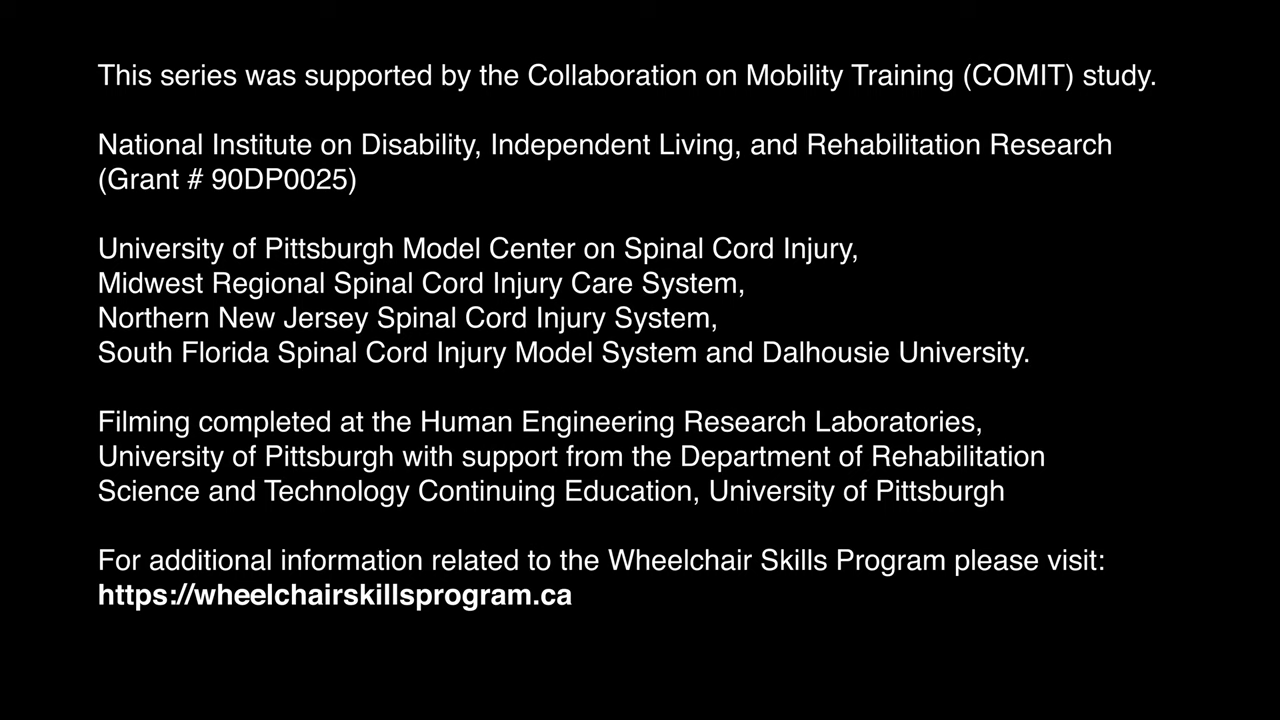 This series was supported by the Collaboration on Mobility Training (COMIT) study.
National Institute on Disability, Independent Living, and Rehabilitation Research
(Grant # 90DP0025)
University of Pittsburgh Model Center on Spinal Cord Injury,
Midwest Regional Spinal Cord Injury Care System,
Northern New Jersey Spinal Cord Injury System,
South Florida Spinal Cord Injury Model System and Dalhousie University.
Filming completed at the Human Engineering Research Laboratories,
University of Pittsburgh with support from the Department of Rehabilitation
Science and Technology Continuing Education, University of Pittsburgh
For additional information related to the Wheelchair Skills Program please visit:
https://wheelchairskillsprogram.ca